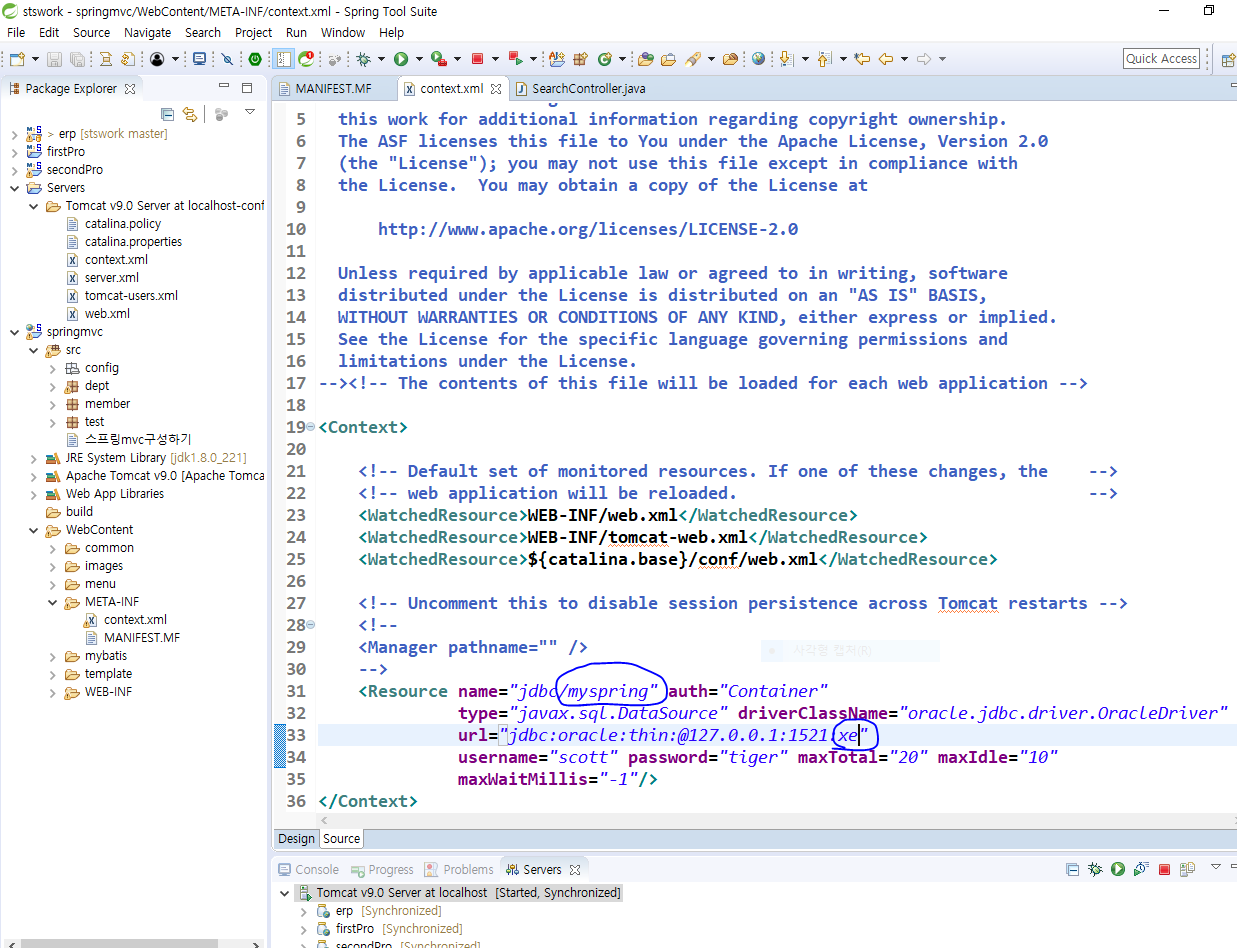 stswork - springmvc/WebContent/META-INF/context.xml - Spring Tool Suite
File Edit Source Navigate Search Project Run Window Help
Quick Access
Package Explorer
> erp [stswork master]
firstPro
secondPro
Servers
Tomcat v9.0 Server at localhost-conf
catalina.policy
catalina.properties
context.xml
server.xml
tomcat-users.xml
web.xml
springmvc
src
config
dept
member
test
스프링mvc구성하기
JRE System Library [jdk1.8.0_221]
Apache Tomcat v9.0 [Apache Tomca
Web App Libraries
build
WebContent
common
images
menu
META-INF
context.xml
MANIFEST.MF
mybatis
template
WEB-INF
MANIFEST.MF context.xml SearchController.java
5 this work for additional information regarding copyright ownership.
6 The ASF licenses this file to You under the Apache License, Version 2.0
7 (the "License"); you may not use this file except in compliance with
8 the License.  You may obtain a copy of the License at
9
10 http://www.apache.org/licenses/LICENSE-2.0
11
12 Unless required by applicable law or agreed to in writing, software
13 distributed under the License is distributed on an "AS IS" BASIS,
14 WITHOUT WARRANTIES OR CONDITIONS OF ANY KIND, either express or implied.
15 See the License for the specific language governing permissions and
16 limitations under the License.
17 --><!-- The contents of this file will be loaded for each web application -->
18
19 <Context>
20
21 <!-- Default set of monitored resources. If one of these changes, the -->
22 <!-- web application will be reloaded. -->
23 <WatchedResource>WEB-INF/web.xml</WatchedResource>
24 <WatchedResource>WEB-INF/tomcat-web.xml</WatchedResource>
25 <WatchedResource>${catalina.base}/conf/web.xml</WatchedResource>
26
27 <!-- Uncomment this to disable session persistence across Tomcat restarts -->
28 <!--
29 <Manager pathname="" />
사각형 캡처(R)
30 -->
31 <Resource name="jdbc/myspring" auth="Container"
32 type="javax.sql.DataSource" driverClassName="oracle.jdbc.driver.OracleDriver"
33 url="jdbc:oracle:thin:@127.0.0.1:1521:xe"
34 username="scott" password="tiger" maxTotal="20" maxIdle="10"
35 maxWaitMillis="-1"/>
36 </Context>
Design Source
Console Progress Problems Servers
Tomcat v9.0 Server at localhost [Started, Synchronized]
erp [Synchronized]
firstPro [Synchronized]
secondPro [Synchronized]